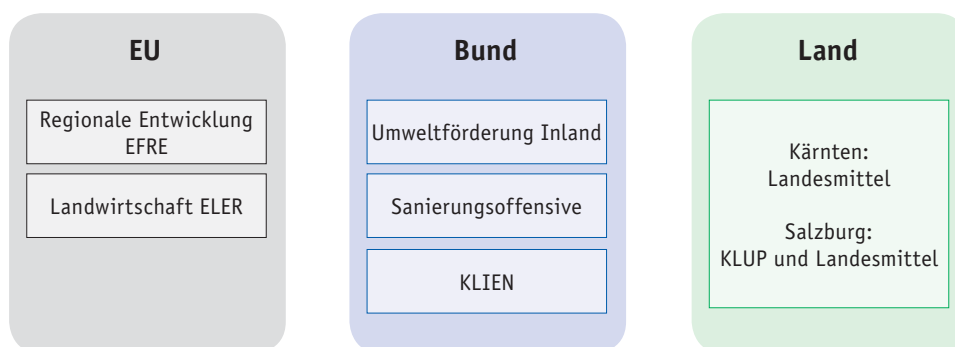 EU
Regionale Entwicklung
EFRE
Landwirtschaft ELER
Bund
Umweltförderung Inland
Sanierungsoffensive
KLIEN
Land
Kärnten:
Landesmittel
Salzburg:
KLUP und Landesmittel